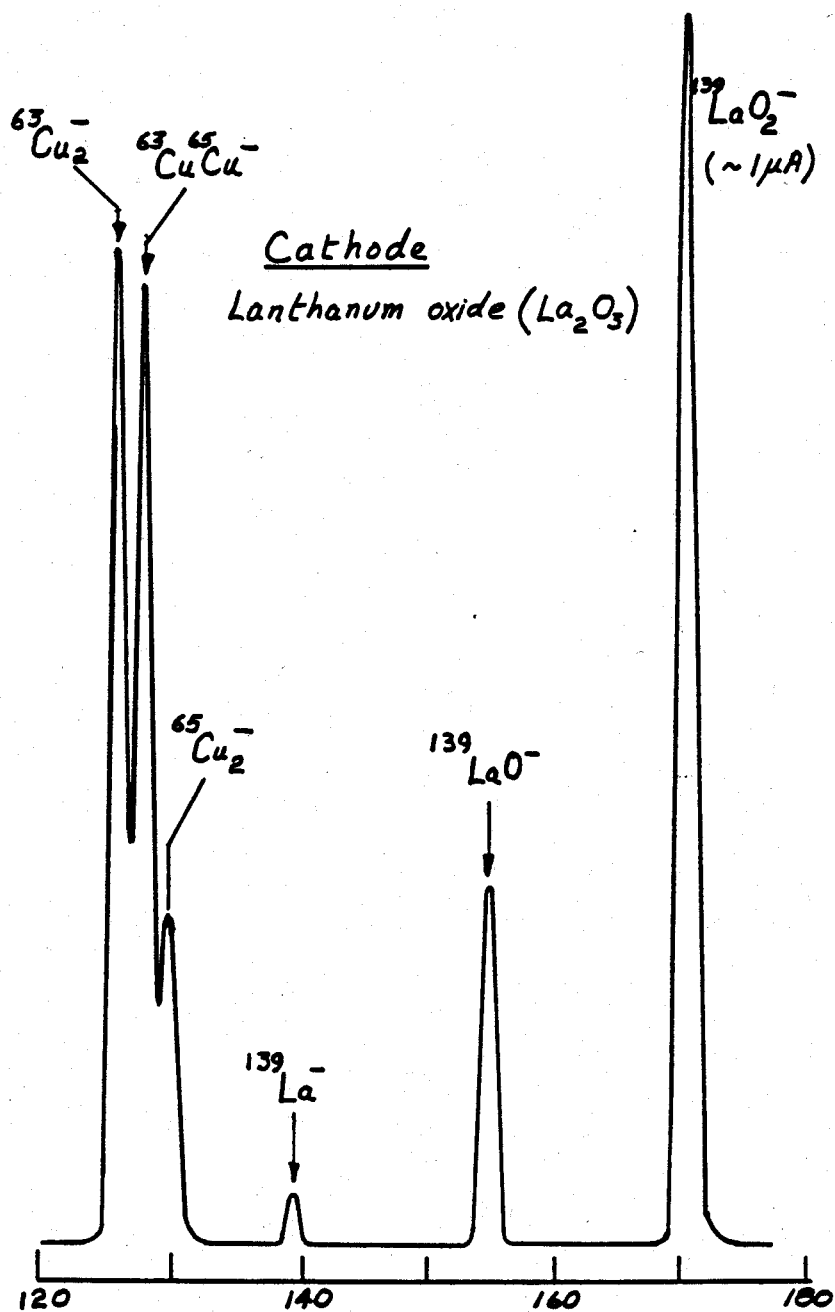 ¹³⁹LaO₂⁻
(~1μA)
⁶³Cu₂⁻
⁶³Cu⁶⁵Cu⁻
Cathode
Lanthanum oxide (La₂O₃)
⁶⁵Cu₂⁻
¹³⁹LaO⁻
¹³⁹La⁻
120 140 160 180